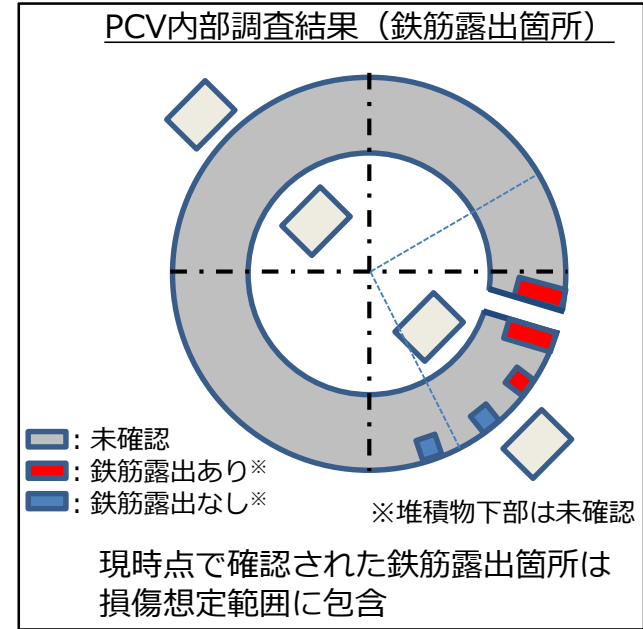 PCV内部調査結果（鉄筋露出箇所）
：未確認
：鉄筋露出あり※
：鉄筋露出なし※
※堆積物下部は未確認
現時点で確認された鉄筋露出箇所は
損傷想定範囲に包含